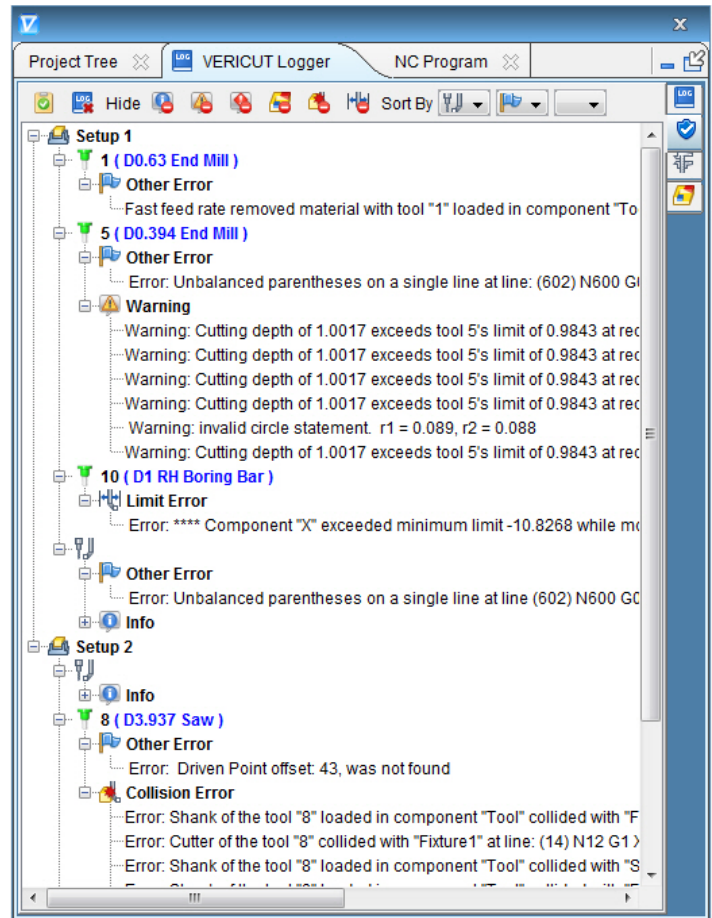 Project Tree VERICUT Logger NC Program
Hide Sort By
Setup 1
1 ( D0.63 End Mill )
Other Error
Fast feed rate removed material with tool "1" loaded in component "To
5 ( D0.394 End Mill )
Other Error
Error: Unbalanced parentheses on a single line at line: (602) N600
Warning
Warning: Cutting depth of 1.0017 exceeds tool 5's limit of 0.9843 at rec
Warning: Cutting depth of 1.0017 exceeds tool 5's limit of 0.9843 at rec
Warning: Cutting depth of 1.0017 exceeds tool 5's limit of 0.9843 at rec
Warning: Cutting depth of 1.0017 exceeds tool 5's limit of 0.9843 at rec
Warning: invalid circle statement. r1 = 0.089, r2 = 0.088
Warning: Cutting depth of 1.0017 exceeds tool 5's limit of 0.9843 at rec
10 ( D1 RH Boring Bar )
Limit Error
Error: **** Component "X" exceeded minimum limit -10.8268 while mo
Other Error
Error: Unbalanced parentheses on a single line at line (602) N600
Info
Setup 2
Info
8 ( D3.937 Saw )
Other Error
Error: Driven Point offset: 43, was not found
Collision Error
Error: Shank of the tool "8" loaded in component "Tool" collided with "F
Error: Cutter of the tool "8" collided with "Fixture1" at line: (14) N12 G1
Error: Shank of the tool "8" loaded in component "Tool" collided with "S